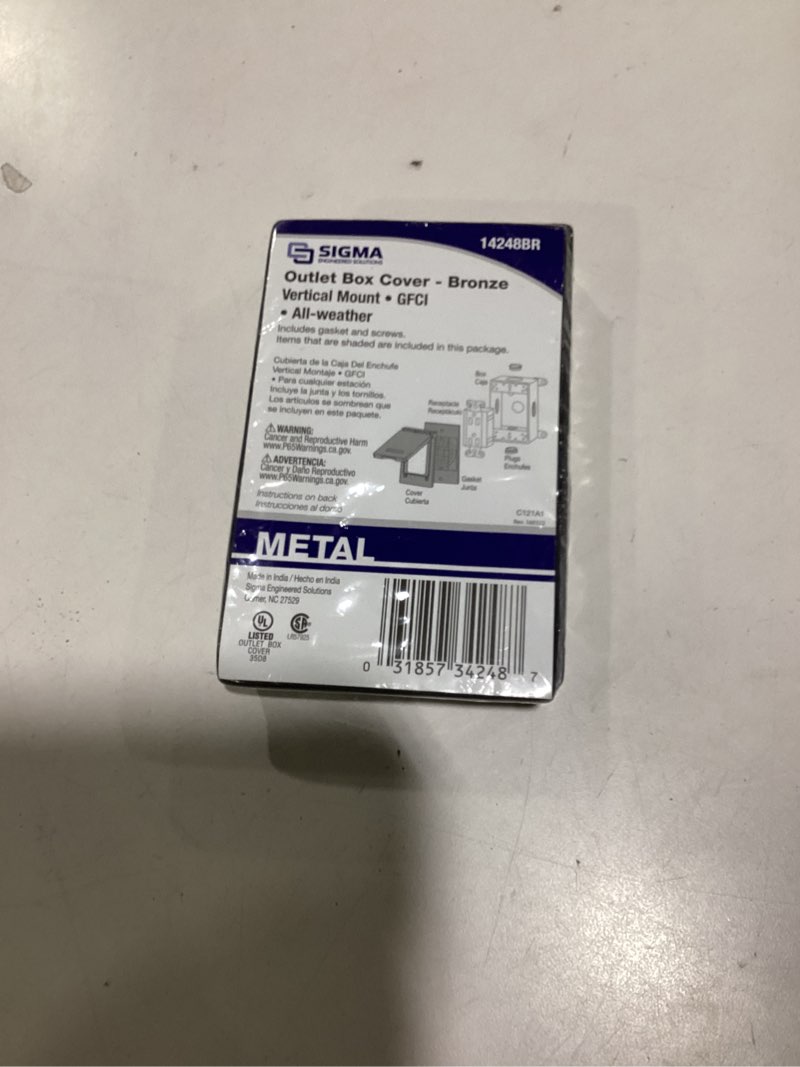 SIGMA
ENGINEERED SOLUTIONS
14248BR
Outlet Box Cover - Bronze
Vertical Mount • GFCI
• All-weather
Includes gasket and screws.
Items that are shaded are included in this package.
Cubierta de la Caja Del Enchufe
Vertical Montaje • GFCI
• Para cualquier estación
Incluye la junta y los tornillos.
Los artículos se sombrean que
se incluyen en este paquete.
WARNING:
Cancer and Reproductive Harm
www.P65Warnings.ca.gov.
ADVERTENCIA:
Cáncer y Daño Reproductivo
www.P65Warnings.ca.gov.
Instructions on back
Instrucciones al dorso
Box
Caja
Receptacle
Receptáculo
Plugs
Enchufes
Gasket
Junta
Cover
Cubierta
C121A1
METAL
Made in India / Hecho en India
Sigma Engineered Solutions
Garner, NC 27529
UL
LISTED
OUTLET BOX
COVER
35D8
LR57925
0 31857 34248 7